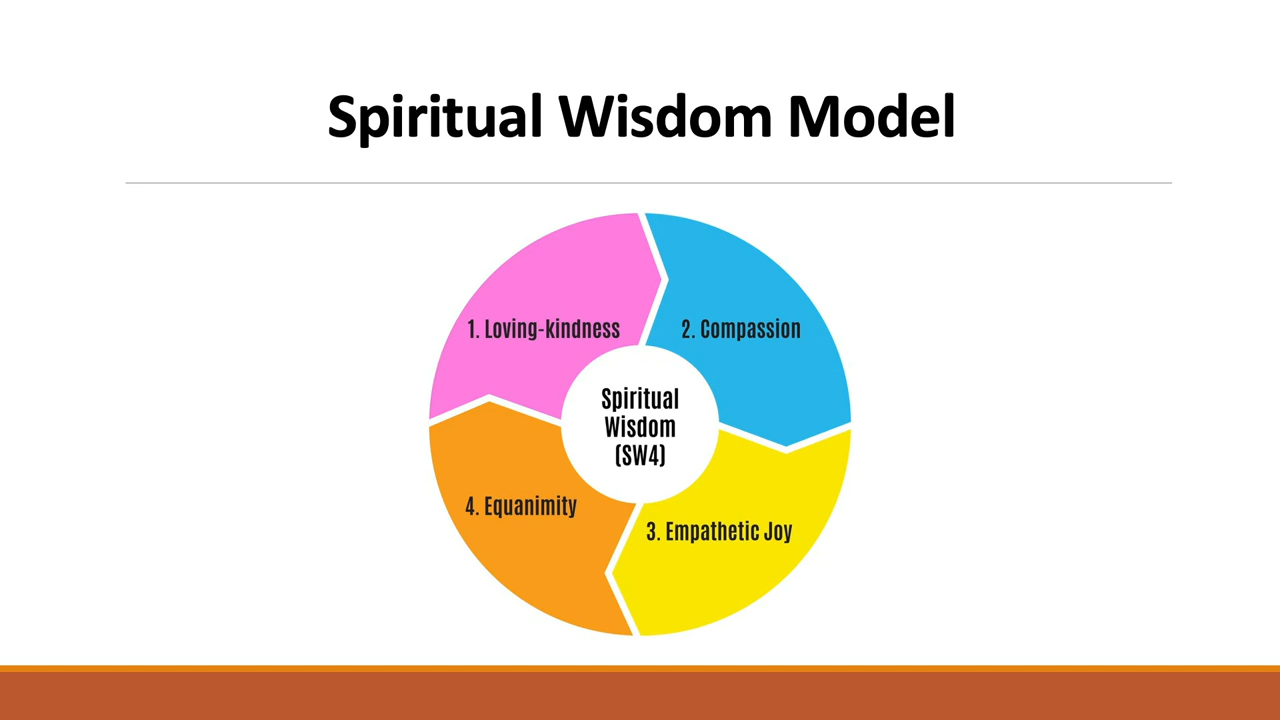 Spiritual Wisdom Model
1. Loving-kindness
2. Compassion
Spiritual
Wisdom
(SW4)
4. Equanimity
3. Empathetic Joy